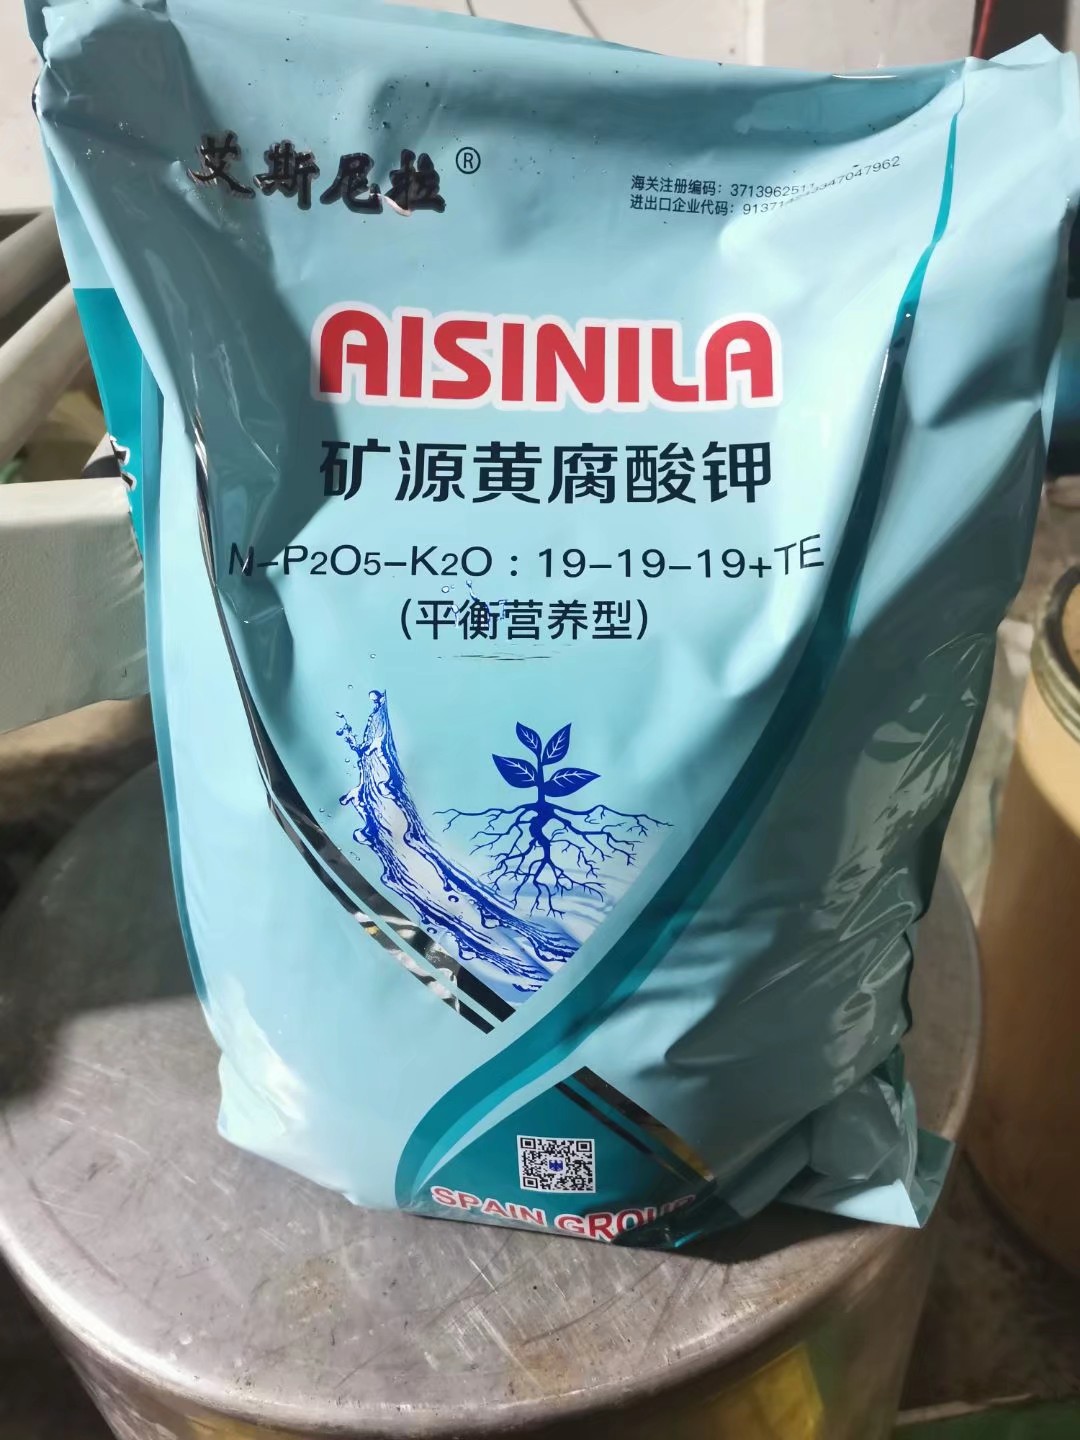 艾斯尼拉®
海关注册编码：
进出口企业代码：
AISINILA
矿源黄腐酸钾
N-P2O5-K2O：19-19-19+TE
(平衡营养型)
SPAIN GROUP